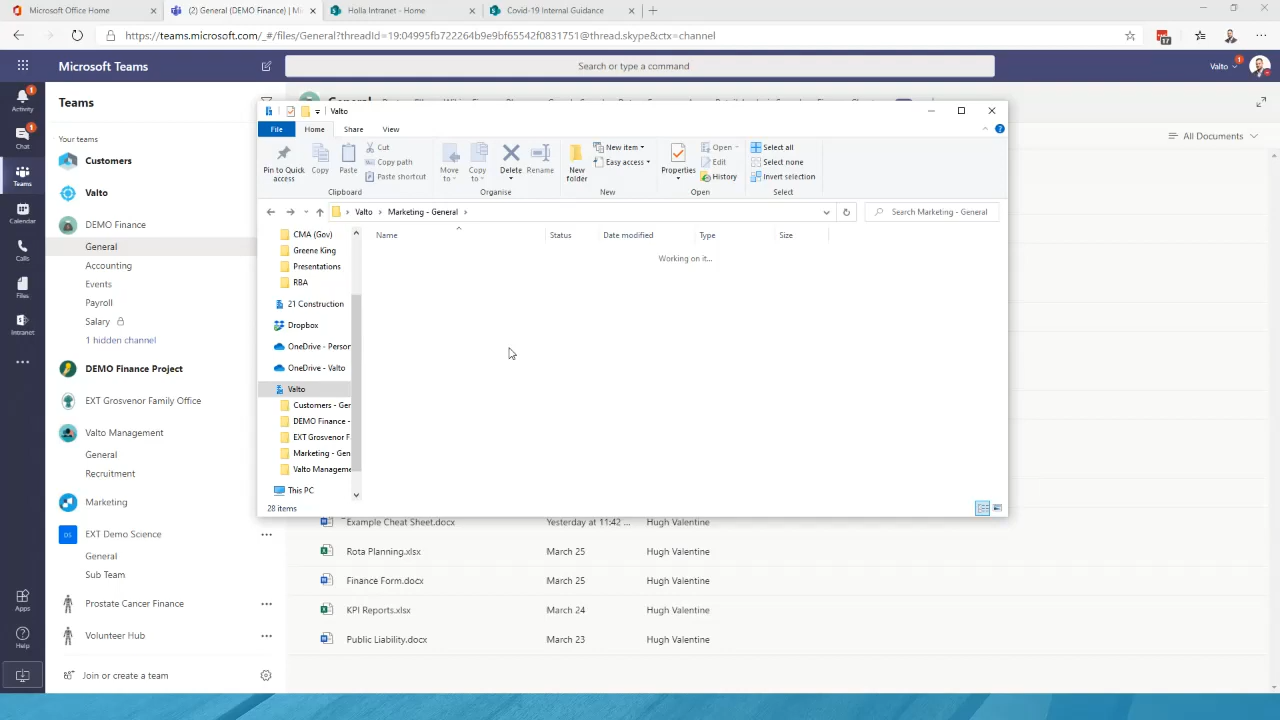 Microsoft Office Home
(2) General (DEMO Finance) | Mi
Holla Intranet - Home
Covid-19 Internal Guidance
https://teams.microsoft.com/_#/files/General?threadId=19:04995fb722264b9e9bf65542f0831751@thread.skype&ctx=channel
17
Microsoft Teams
Search or type a command
Valto
1
Activity
1
Chat
1
Teams
Calendar
Calls
Files
Intranet
Apps
Help
Teams
Your teams
Customers
Valto
DEMO Finance
General
Accounting
Events
Payroll
Salary
1 hidden channel
DEMO Finance Project
EXT Grosvenor Family Office
Valto Management
General
Recruitment
Marketing
DS
EXT Demo Science
General
Sub Team
Prostate Cancer Finance
Volunteer Hub
Join or create a team
General
All Documents
Valto
File
Home
Share
View
Pin to Quick
access
Copy
Paste
Cut
Copy path
Paste shortcut
Clipboard
Move
to
Copy
to
Delete
Rename
Organise
New
folder
New item
Easy access
New
Properties
Open
Edit
History
Open
Select all
Select none
Invert selection
Select
Valto
Marketing - General
Search Marketing - General
Name
Status
Date modified
Type
Size
Working on it...
CMA (Gov)
Greene King
Presentations
RBA
21 Construction
Dropbox
OneDrive - Person
OneDrive - Valto
Valto
Customers - Ger
DEMO Finance -
EXT Grosvenor F
Marketing - Gen
Valto Manageme
This PC
28 items
Example Cheat Sheet.docx Yesterday at 11:42 ... Hugh Valentine
Rota Planning.xlsx March 25 Hugh Valentine
Finance Form.docx March 25 Hugh Valentine
KPI Reports.xlsx March 24 Hugh Valentine
Public Liability.docx March 23 Hugh Valentine